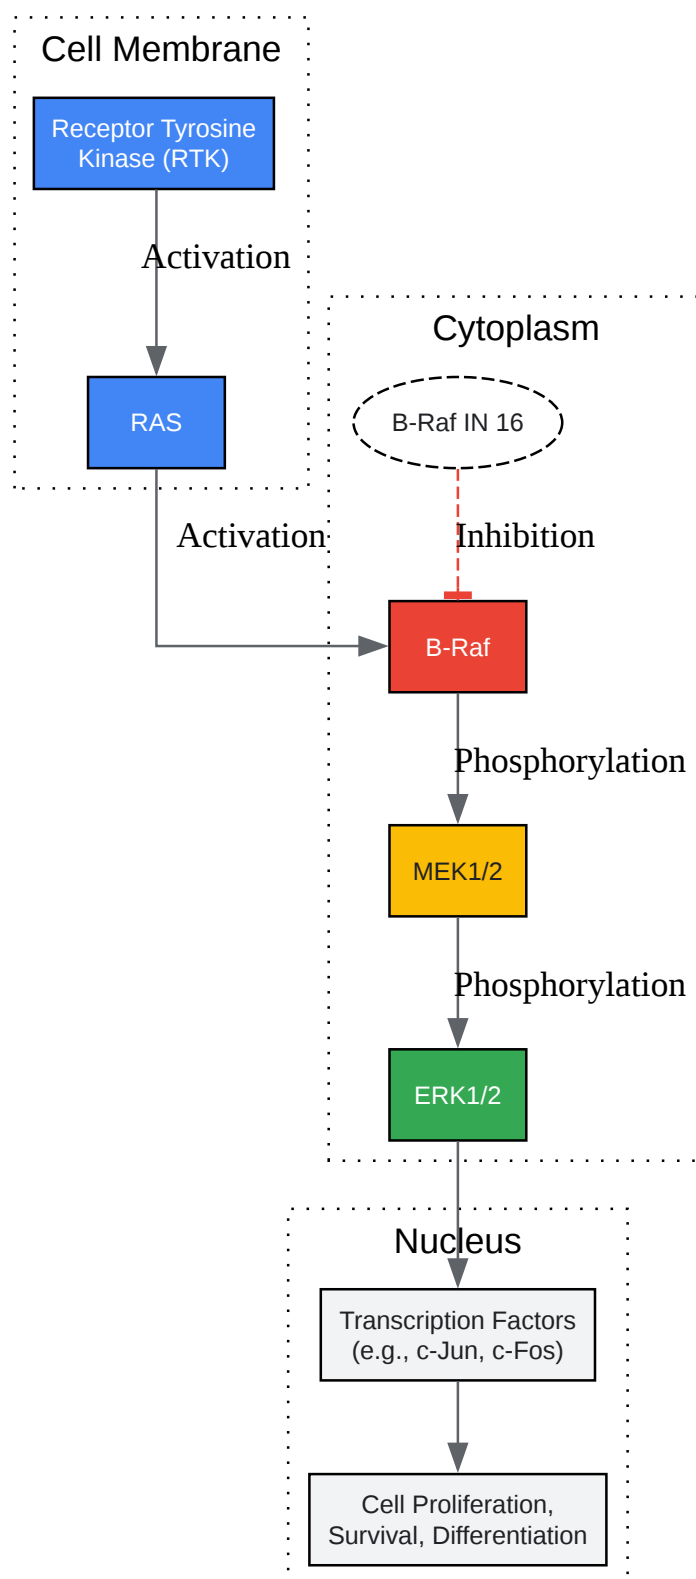 Cell Membrane
Receptor Tyrosine
Kinase (RTK)
Activation
RAS
Cytoplasm
B-Raf IN 16
Activation
Inhibition
B-Raf
Phosphorylation
MEK1/2
Phosphorylation
ERK1/2
Nucleus
Transcription Factors
(e.g., c-Jun, c-Fos)
Cell Proliferation,
Survival, Differentiation